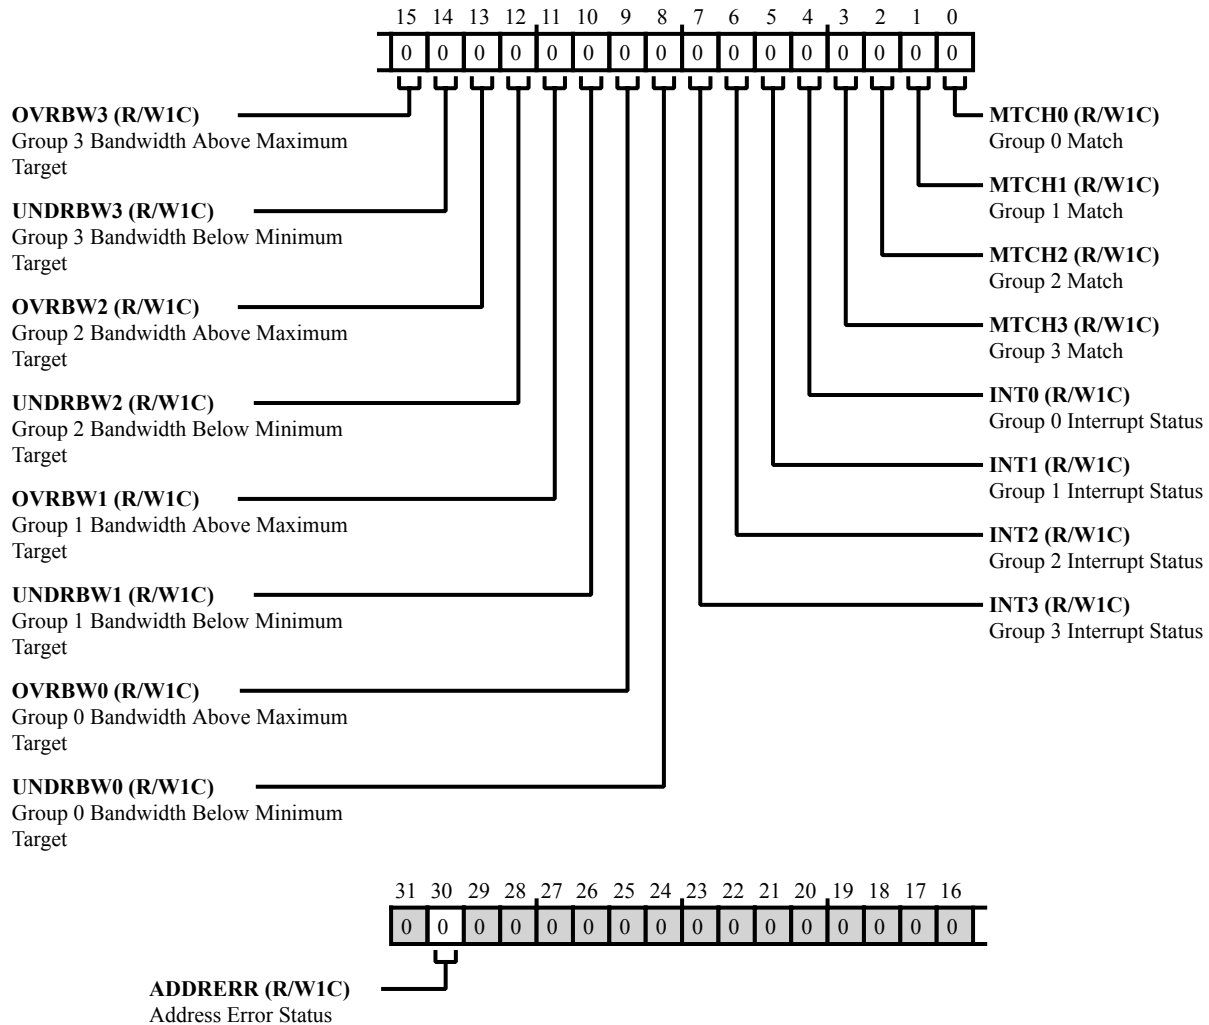 15 14 13 12 11 10 9 8 7 6 5 4 3 2 1 0
0 0 0 0 0 0 0 0 0 0 0 0 0 0 0 0
OVRBW3 (R/W1C)
Group 3 Bandwidth Above Maximum
Target
UNDRBW3 (R/W1C)
Group 3 Bandwidth Below Minimum
Target
OVRBW2 (R/W1C)
Group 2 Bandwidth Above Maximum
Target
UNDRBW2 (R/W1C)
Group 2 Bandwidth Below Minimum
Target
OVRBW1 (R/W1C)
Group 1 Bandwidth Above Maximum
Target
UNDRBW1 (R/W1C)
Group 1 Bandwidth Below Minimum
Target
OVRBW0 (R/W1C)
Group 0 Bandwidth Above Maximum
Target
UNDRBW0 (R/W1C)
Group 0 Bandwidth Below Minimum
Target
MTCH0 (R/W1C)
Group 0 Match
MTCH1 (R/W1C)
Group 1 Match
MTCH2 (R/W1C)
Group 2 Match
MTCH3 (R/W1C)
Group 3 Match
INT0 (R/W1C)
Group 0 Interrupt Status
INT1 (R/W1C)
Group 1 Interrupt Status
INT2 (R/W1C)
Group 2 Interrupt Status
INT3 (R/W1C)
Group 3 Interrupt Status
31 30 29 28 27 26 25 24 23 22 21 20 19 18 17 16
0 0 0 0 0 0 0 0 0 0 0 0 0 0 0 0
ADDRERR (R/W1C)
Address Error Status